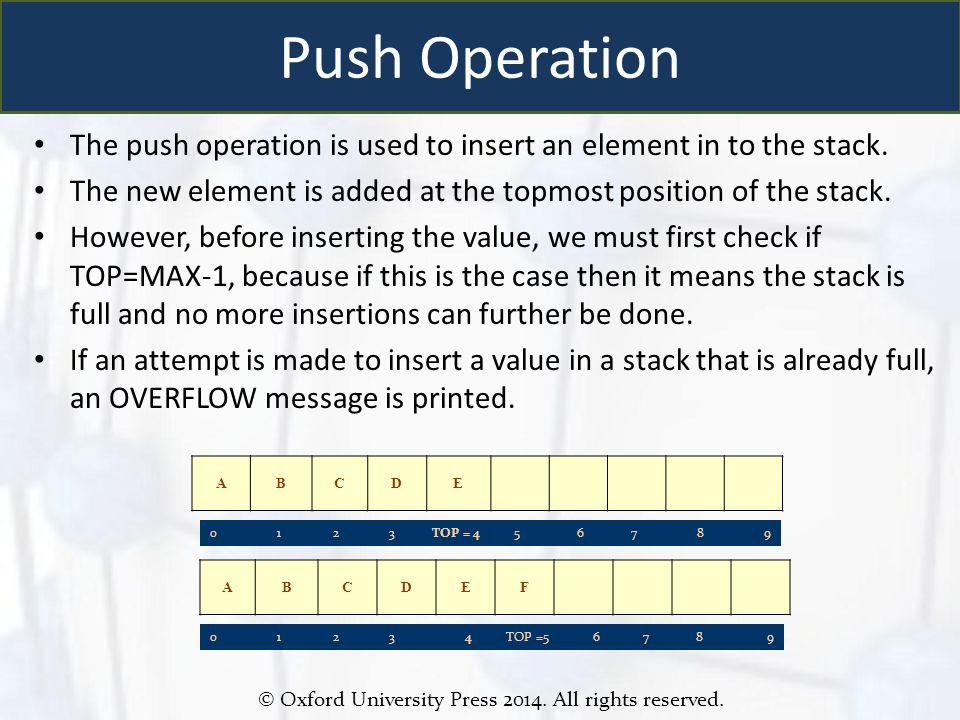 Push Operation
• The push operation is used to insert an element in to the stack.
• The new element is added at the topmost position of the stack.
• However, before inserting the value, we must first check if
TOP=MAX-1, because if this is the case then it means the stack is
full and no more insertions can further be done.
• If an attempt is made to insert a value in a stack that is already full,
an OVERFLOW message is printed.
A B C D E
0 1 2 3 TOP = 4 5 6 7 8 9
A B C D E F
0 1 2 3 4 TOP =5 6 7 8 9
© Oxford University Press 2014. All rights reserved.